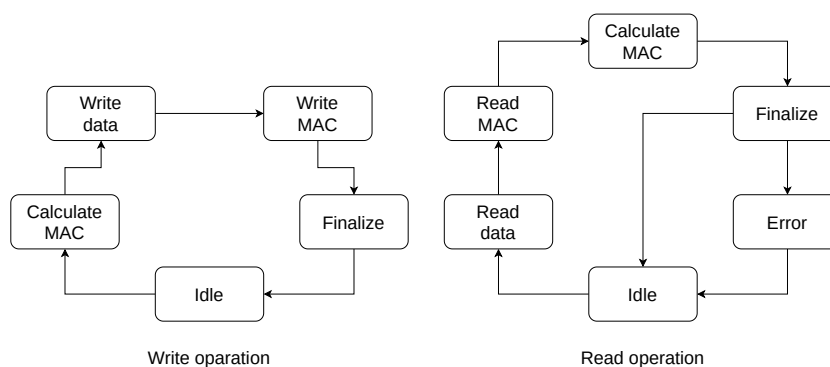 Write
data
Write
MAC
Calculate
MAC
Finalize
Idle
Write oparation
Calculate
MAC
Read
MAC
Finalize
Read
data
Error
Idle
Read operation